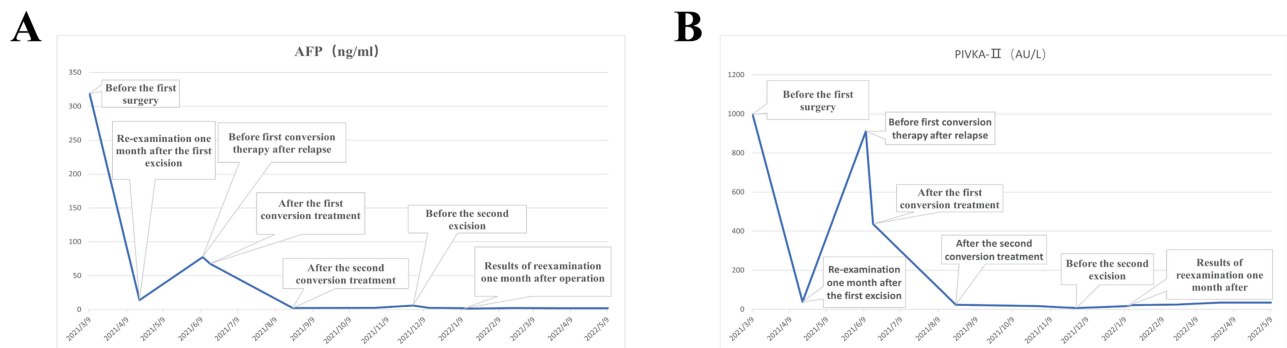 A
AFP（ng/ml）
350
300
250
200
150
100
50
0
Before the first
surgery
Re-examination one
month after the first
excision
Before first conversion
therapy after relapse
After the first
conversion treatment
After the second
conversion treatment
Before the second
excision
Results of reexamination
one month after operation
2021/3/9
2021/4/9
2021/5/9
2021/6/9
2021/7/9
2021/8/9
2021/9/9
2021/10/9
2021/11/9
2021/12/9
2022/1/9
2022/2/9
2022/3/9
2022/4/9
2022/5/9
B
PIVKA-Ⅱ（AU/L）
1200
1000
800
600
400
200
0
Before the first
surgery
Re-examination
one month after
the first excision
Before first conversion
therapy after relapse
After the first
conversion treatment
After the second
conversion treatment
Before the second
excision
Results of
reexamination one
month after
2021/3/9
2021/4/9
2021/5/9
2021/6/9
2021/7/9
2021/8/9
2021/9/9
2021/10/9
2021/11/9
2021/12/9
2022/1/9
2022/2/9
2022/3/9
2022/4/9
2022/5/9